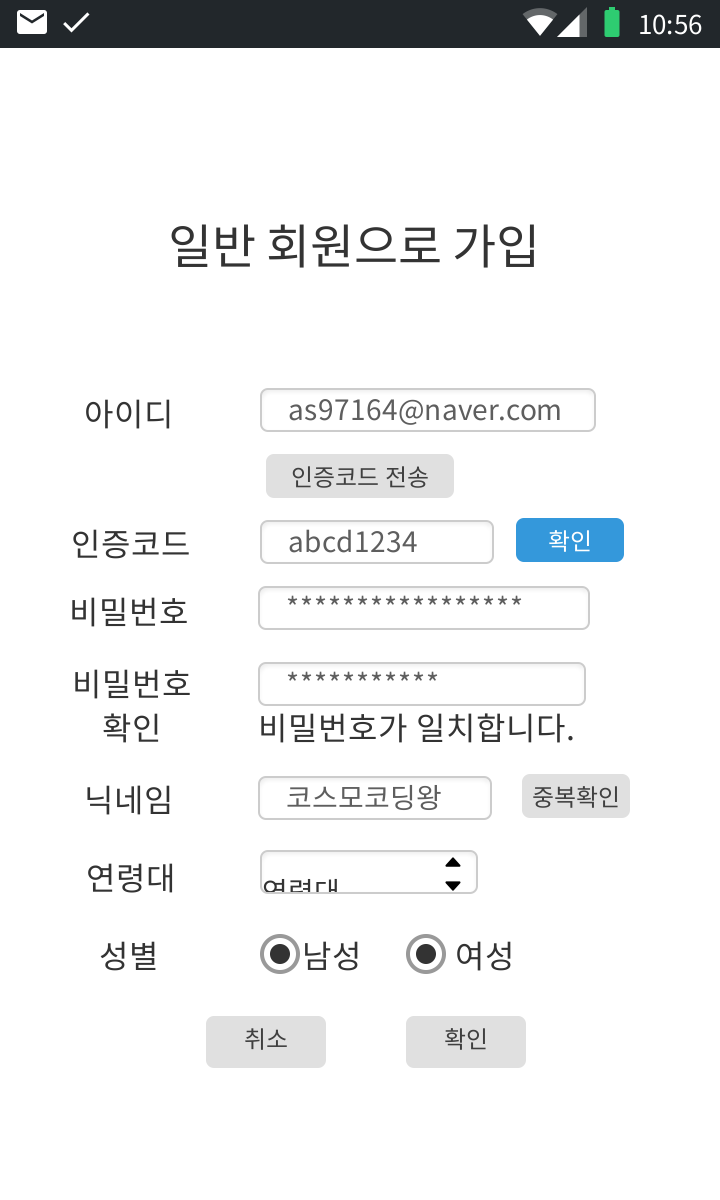 10:56
일반 회원으로 가입
아이디 as97164@naver.com
인증코드 전송
인증코드 abcd1234 확인
비밀번호 *****************
비밀번호 확인 ***********
비밀번호가 일치합니다.
닉네임 코스모코딩왕 중복확인
연령대 연령대
성별 남성 여성
취소 확인